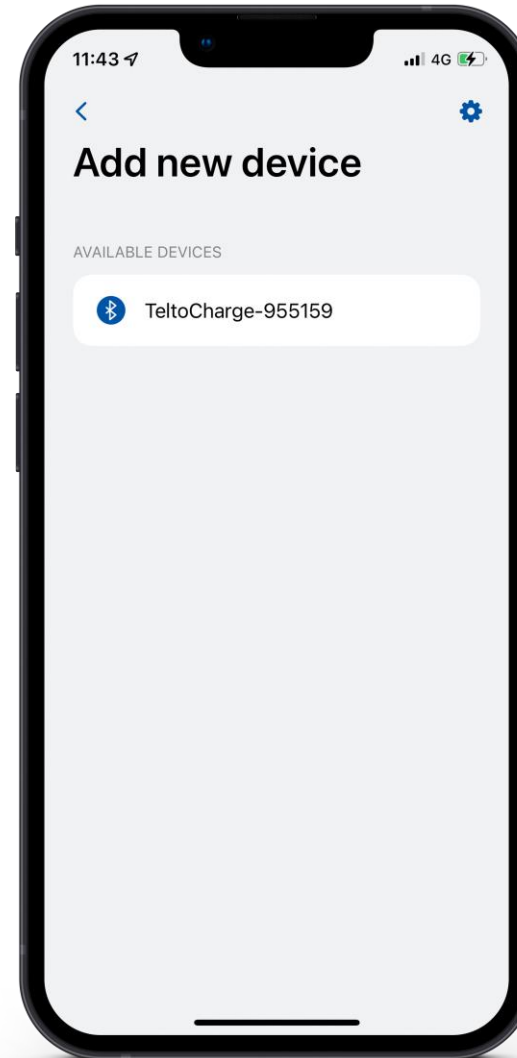 11:43
4G
Add new device
AVAILABLE DEVICES
TeltoCharge-955159